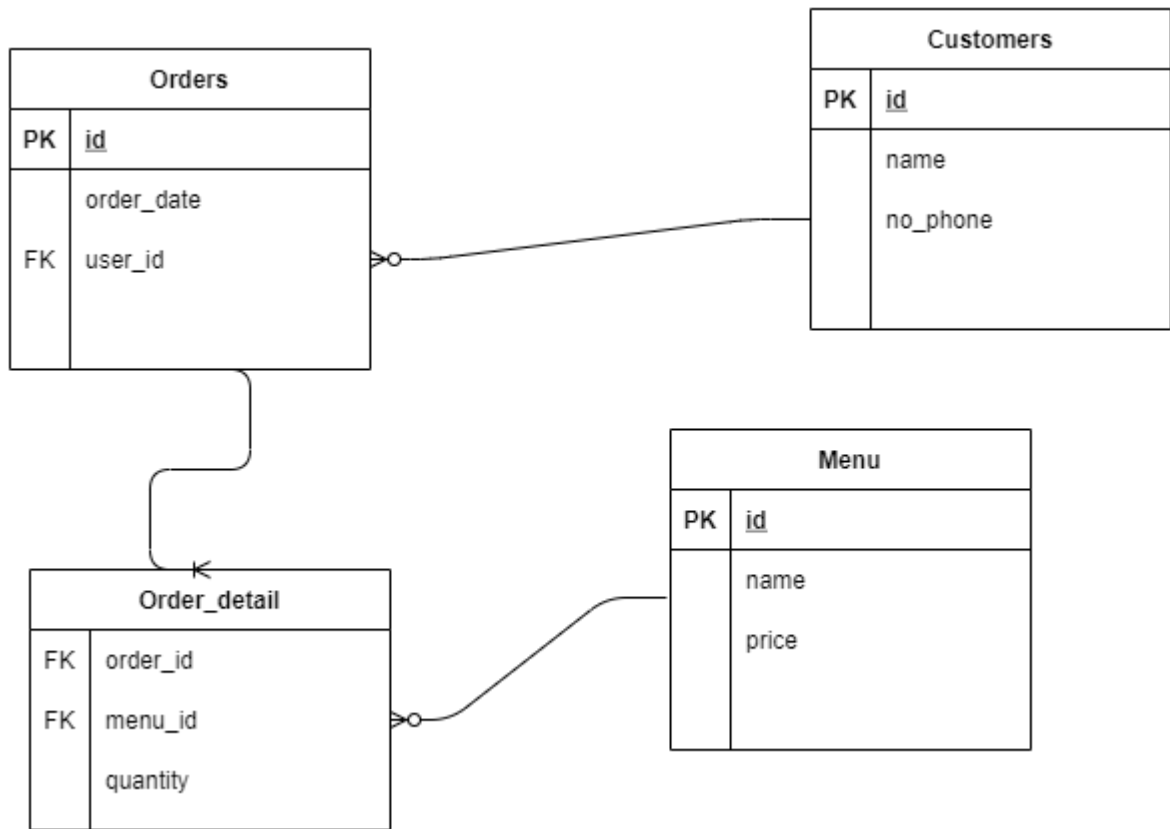 Orders
PK id
order_date
FK user_id
Customers
PK id
name
no_phone
Menu
PK id
name
price
Order_detail
FK order_id
FK menu_id
quantity